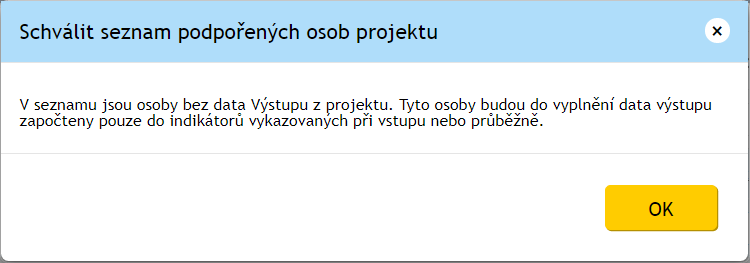 Schválit seznam podpořených osob projektu
V seznamu jsou osoby bez data Výstupu z projektu. Tyto osoby budou do vyplnění data výstupu
započteny pouze do indikátorů vykazovaných při vstupu nebo průběžně.
OK